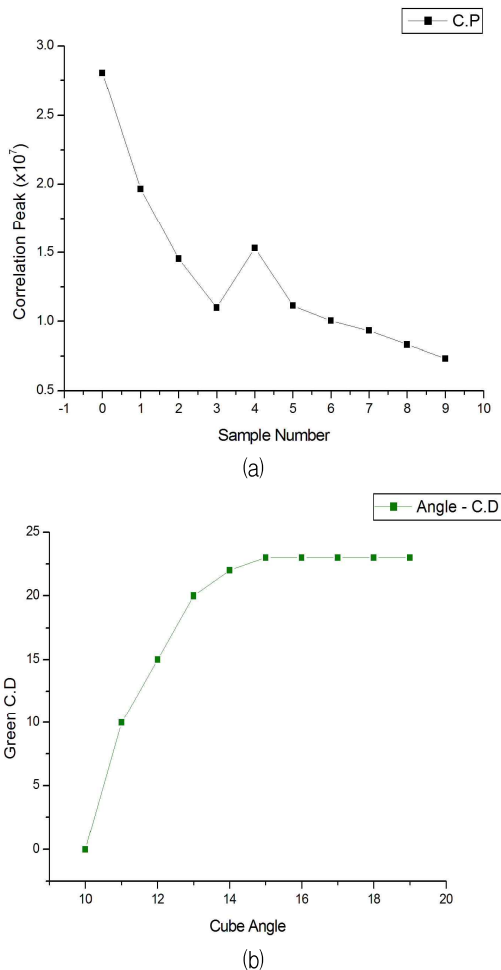 C.P
3.0
2.5
2.0
1.5
1.0
0.5
Correlation Peak (x10⁷)
-1 0 1 2 3 4 5 6 7 8 9 10
Sample Number
(a)
Angle - C.D
25
20
15
10
5
0
Green C.D
10 12 14 16 18 20
Cube Angle
(b)